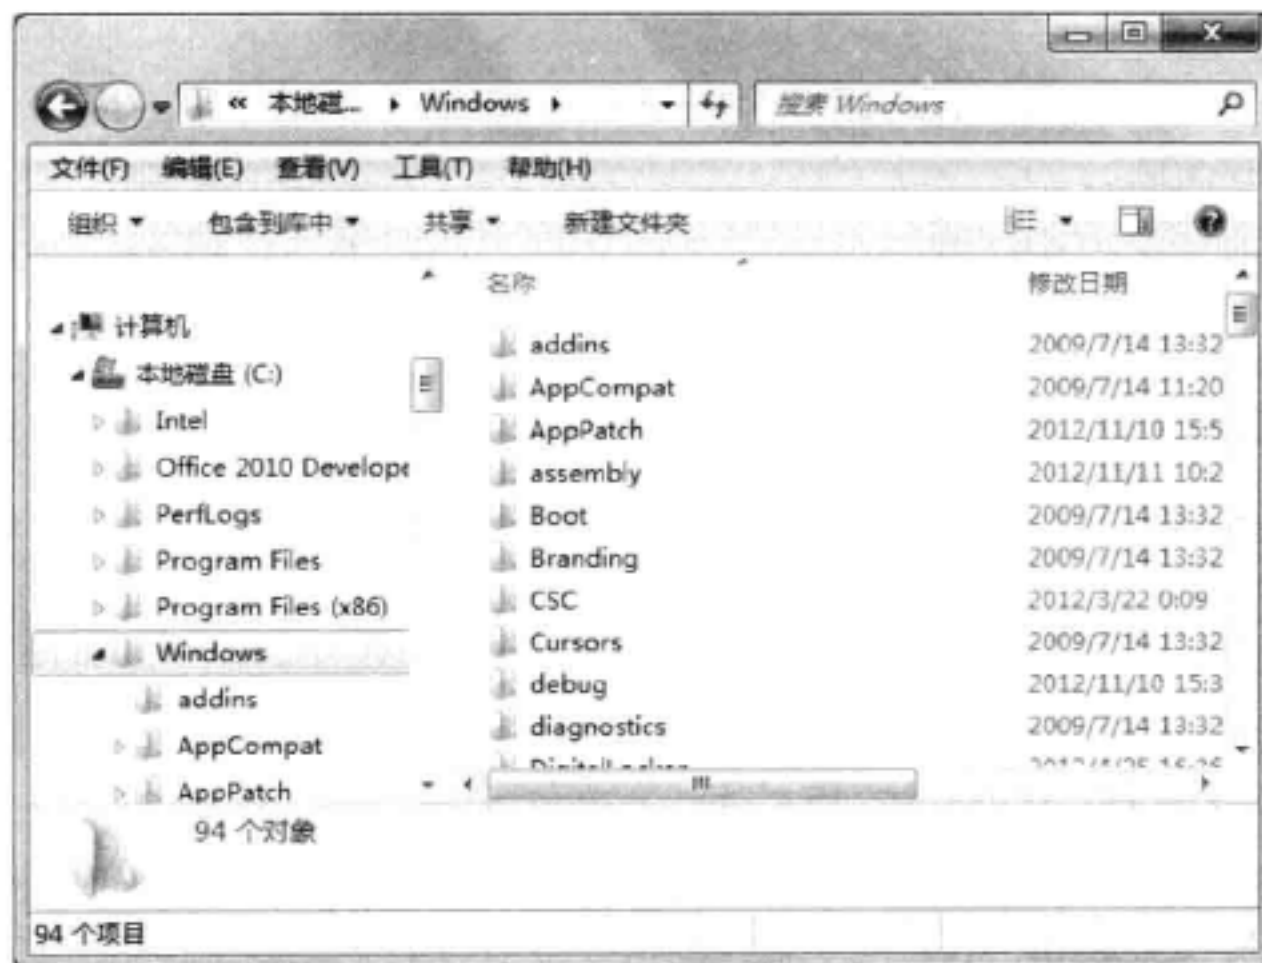 « 本地磁... ▸ Windows ▸ 搜索 Windows
文件(F) 编辑(E) 查看(V) 工具(T) 帮助(H)
组织 包含到库中 共享 新建文件夹
名称 修改日期
计算机
本地磁盘 (C:)
Intel
Office 2010 Develope
PerfLogs
Program Files
Program Files (x86)
Windows
addins
AppCompat
AppPatch
addins 2009/7/14 13:32
AppCompat 2009/7/14 11:20
AppPatch 2012/11/10 15:5
assembly 2012/11/11 10:2
Boot 2009/7/14 13:32
Branding 2009/7/14 13:32
CSC 2012/3/22 0:09
Cursors 2009/7/14 13:32
debug 2012/11/10 15:3
diagnostics 2009/7/14 13:32
94 个对象
94 个项目